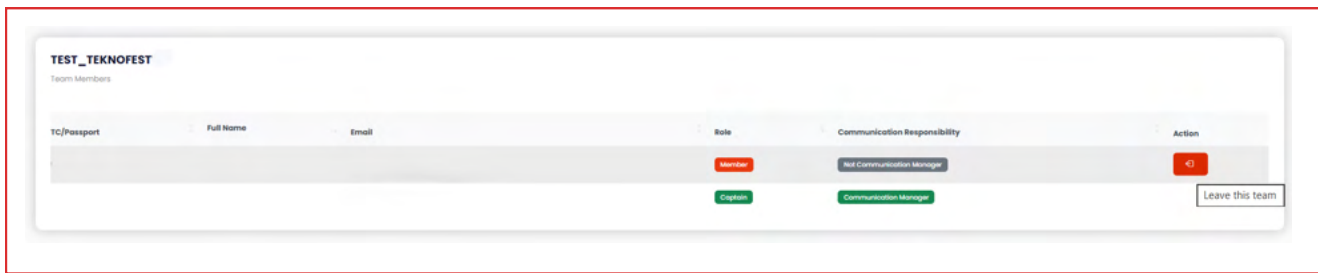 TEST_TEKNOFEST
Team Members
TC/Passport Full Name Email Role Communication Responsibility Action
Member Not Communication Manager
Captain Communication Manager
Leave this team